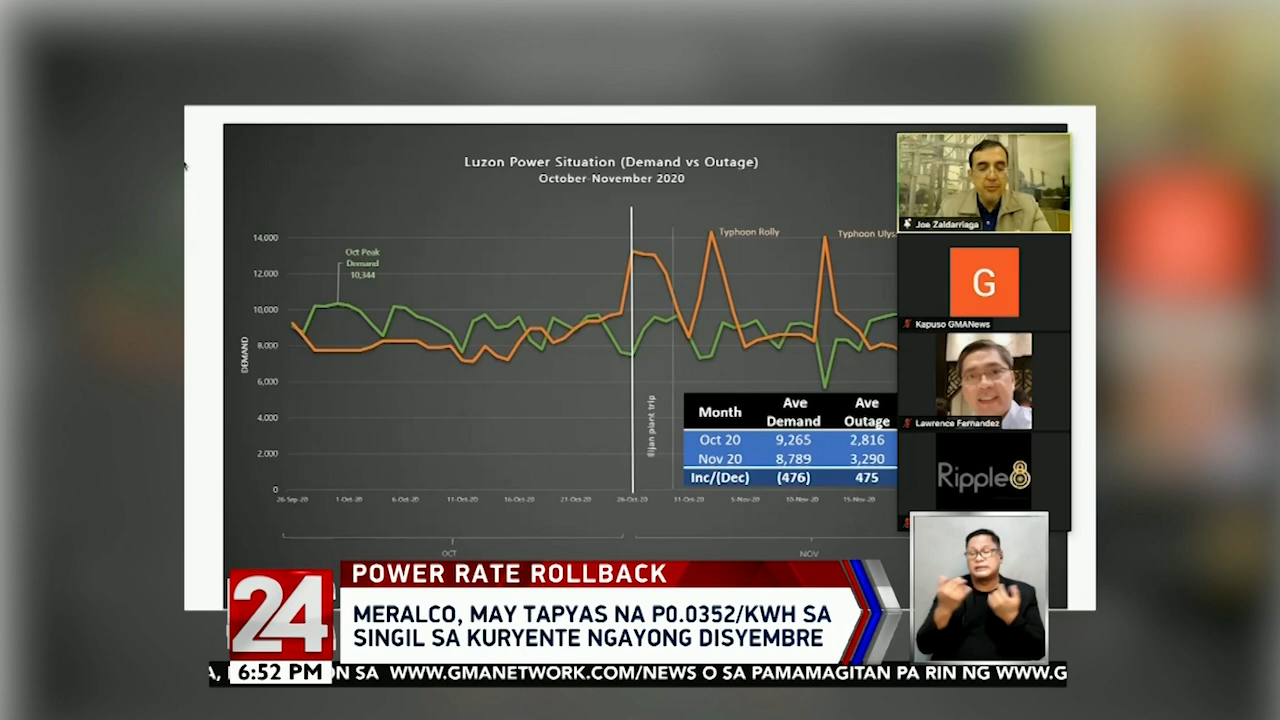 Luzon Power Situation (Demand vs Outage)
October-November 2020
Joe Zaldarriaga
G
Kapuso GMANews
Lawrence Fernandez
Ripple8
14,000
12,000
10,000
8,000
6,000
4,000
2,000
0
DEMAND
Oct Peak
Demand
10,344
Typhoon Rolly
Typhoon Ulys
Ilijan plant trip
Month Ave Demand Ave Outage
Oct 20 9,265 2,816
Nov 20 8,789 3,290
Inc/(Dec) (476) 475
26-Sep-20 1-Oct-20 6-Oct-20 11-Oct-20 16-Oct-20 21-Oct-20 26-Oct-20 31-Oct-20 5-Nov-20 10-Nov-20 15-Nov-20
OCT NOV
24
POWER RATE ROLLBACK
MERALCO, MAY TAPYAS NA P0.0352/KWH SA
SINGIL SA KURYENTE NGAYONG DISYEMBRE
6:52 PM
ON SA WWW.GMANETWORK.COM/NEWS O SA PAMAMAGITAN PA RIN NG WWW.G